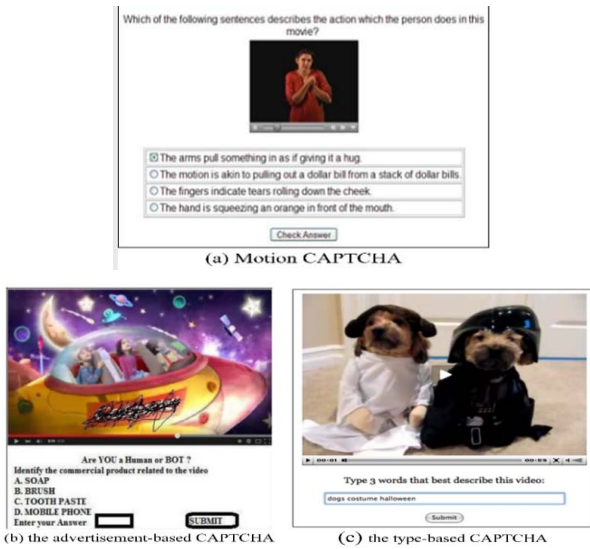 Which of the following sentences describes the action which the person does in this
movie?
The arms pull something in as if giving it a hug.
The motion is akin to pulling out a dollar bill from a stack of dollar bills.
The fingers indicate tears rolling down the cheek.
The hand is squeezing an orange in front of the mouth.
Check Answer
(a) Motion CAPTCHA
Are YOU a Human or BOT ?
Identify the commercial product related to the video
A. SOAP
B. BRUSH
C. TOOTH PASTE
D. MOBILE PHONE
Enter your Answer SUBMIT
(b) the advertisement-based CAPTCHA
00:01 00:59
Type 3 words that best describe this video:
dogs costume halloween
Submit
(c) the type-based CAPTCHA